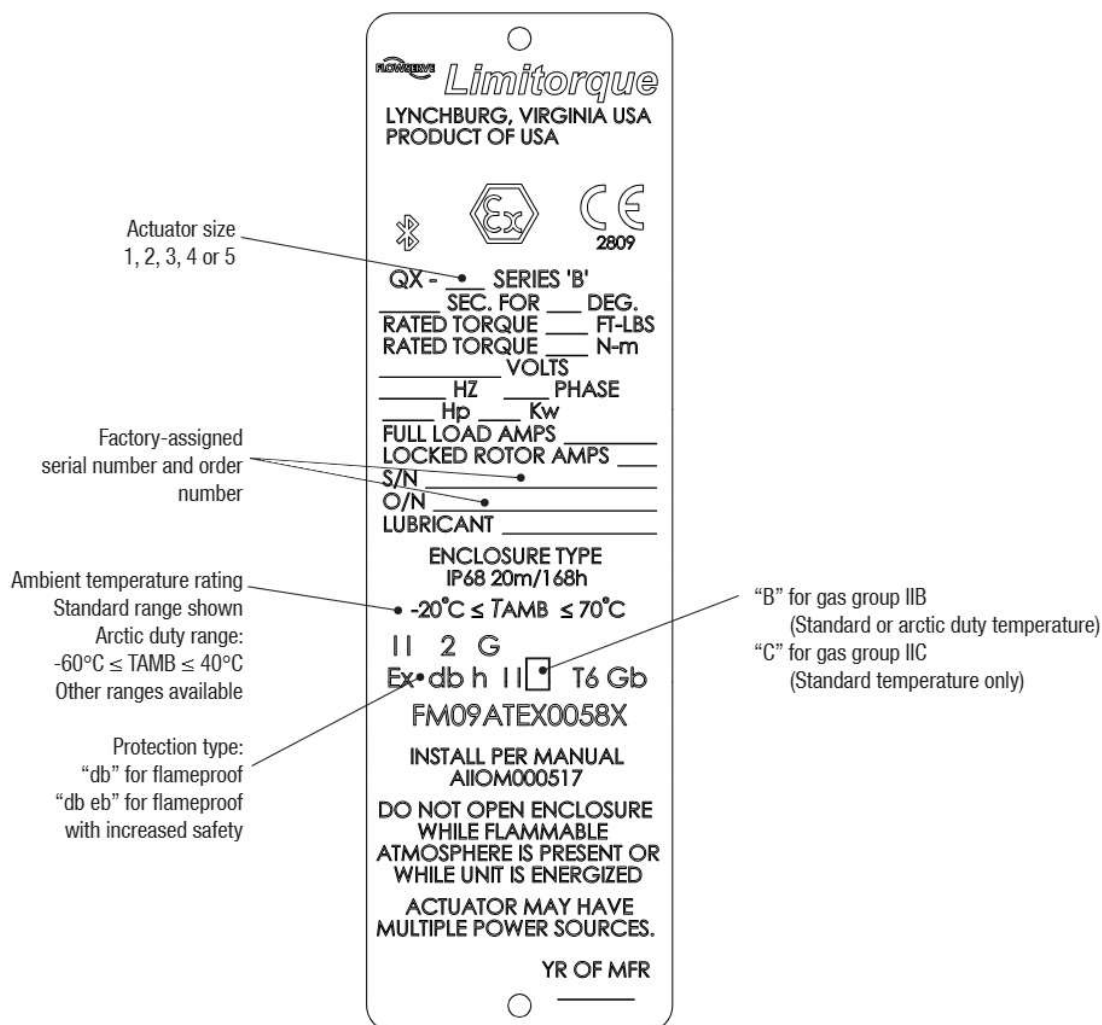 FLOWSERVE
Limitorque
LYNCHBURG, VIRGINIA USA
PRODUCT OF USA
Ex
CE
2809
Actuator size
1, 2, 3, 4 or 5
QX - ___ SERIES 'B'
_____ SEC. FOR ___ DEG.
RATED TORQUE ___ FT-LBS
RATED TORQUE ___ N-m
__________ VOLTS
_____ HZ ____ PHASE
____ Hp ____ Kw
FULL LOAD AMPS ________
LOCKED ROTOR AMPS ___
Factory-assigned
serial number and order
number
S/N ____________________
O/N ____________________
LUBRICANT ______________
ENCLOSURE TYPE
IP68 20m/168h
Ambient temperature rating
Standard range shown
Arctic duty range:
-60°C ≤ TAMB ≤ 40°C
Other ranges available
-20°C ≤ TAMB ≤ 70°C
II 2 G
Ex db h II T6 Gb
"B" for gas group IIB
(Standard or arctic duty temperature)
"C" for gas group IIC
(Standard temperature only)
Protection type:
"db" for flameproof
"db eb" for flameproof
with increased safety
FM09ATEX0058X
INSTALL PER MANUAL
AIIOM000517
DO NOT OPEN ENCLOSURE
WHILE FLAMMABLE
ATMOSPHERE IS PRESENT OR
WHILE UNIT IS ENERGIZED
ACTUATOR MAY HAVE
MULTIPLE POWER SOURCES.
YR OF MFR
______